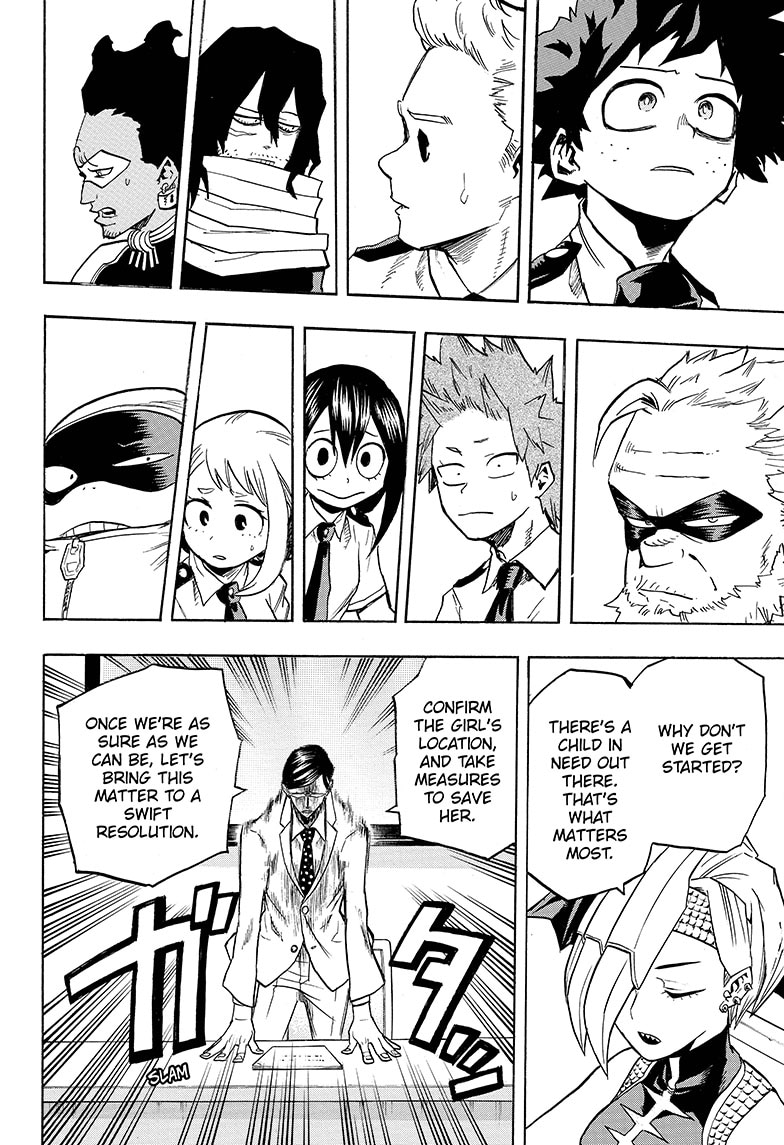 WHY DON'T
WE GET
STARTED?
THERE'S A
CHILD IN
NEED OUT
THERE.
THAT'S
WHAT
MATTERS
MOST.
CONFIRM
THE GIRL'S
LOCATION,
AND TAKE
MEASURES
TO SAVE
HER.
ONCE WE'RE
AS
SURE AS WE
CAN BE, LET'S
BRING THIS
MATTER TO A
SWIFT
RESOLUTION.
ガタッ
SLAM